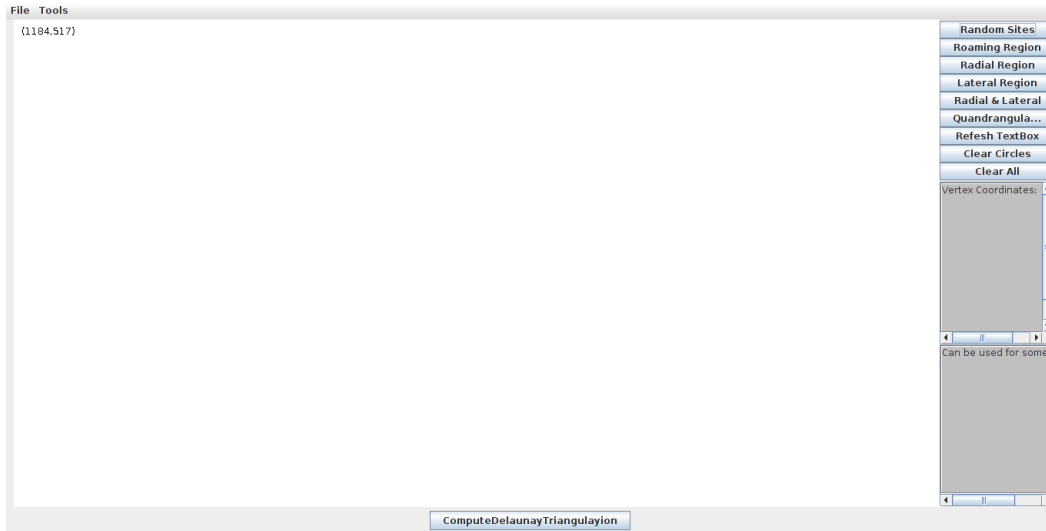 File Tools
(1184,517)
Random Sites
Roaming Region
Radial Region
Lateral Region
Radial & Lateral
Quandrangula...
Refesh TextBox
Clear Circles
Clear All
Vertex Coordinates:
Can be used for some
ComputeDelaunayTriangulayion